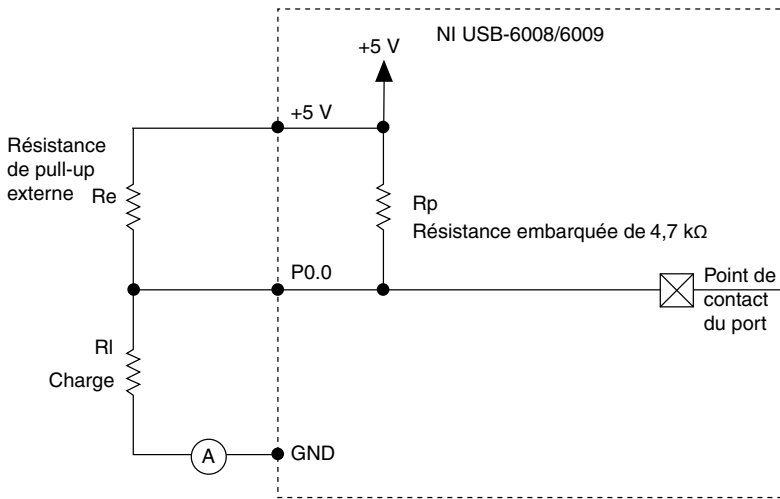 NI USB-6008/6009
+5 V
+5 V
Résistance
de pull-up
externe
Re
Rp
Résistance embarquée de 4,7 kΩ
P0.0
Point de
contact
du port
Rl
Charge
A
GND